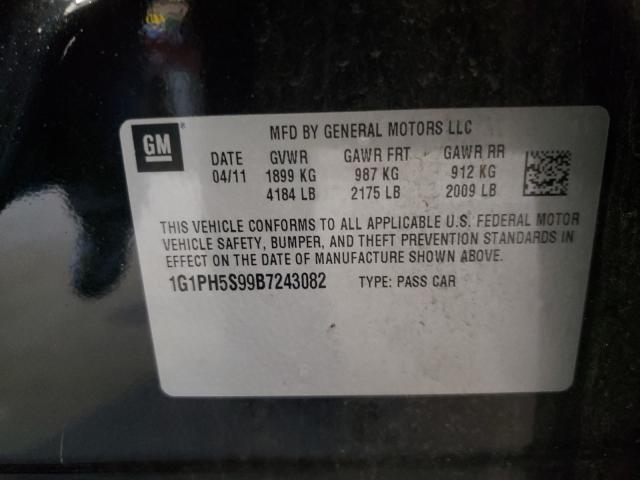 GM
®
MFD BY GENERAL MOTORS LLC
DATE GVWR GAWR FRT GAWR RR
04/11 1899 KG 987 KG 912 KG
4184 LB 2175 LB 2009 LB
THIS VEHICLE CONFORMS TO ALL APPLICABLE U.S. FEDERAL MOTOR
VEHICLE SAFETY, BUMPER, AND THEFT PREVENTION STANDARDS IN
EFFECT ON THE DATE OF MANUFACTURE SHOWN ABOVE.
1G1PH5S99B7243082 TYPE: PASS CAR